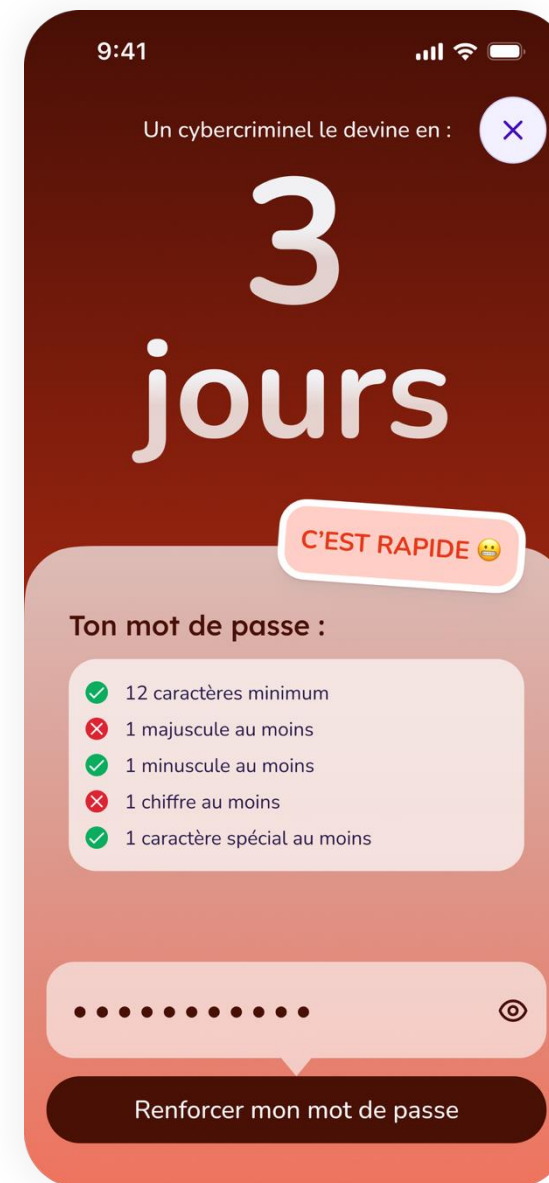 9:41
Un cybercriminel le devine en :
3
jours
C'EST RAPIDE 😬
Ton mot de passe :
12 caractères minimum
1 majuscule au moins
1 minuscule au moins
1 chiffre au moins
1 caractère spécial au moins
●●●●●●●●●●●
Renforcer mon mot de passe